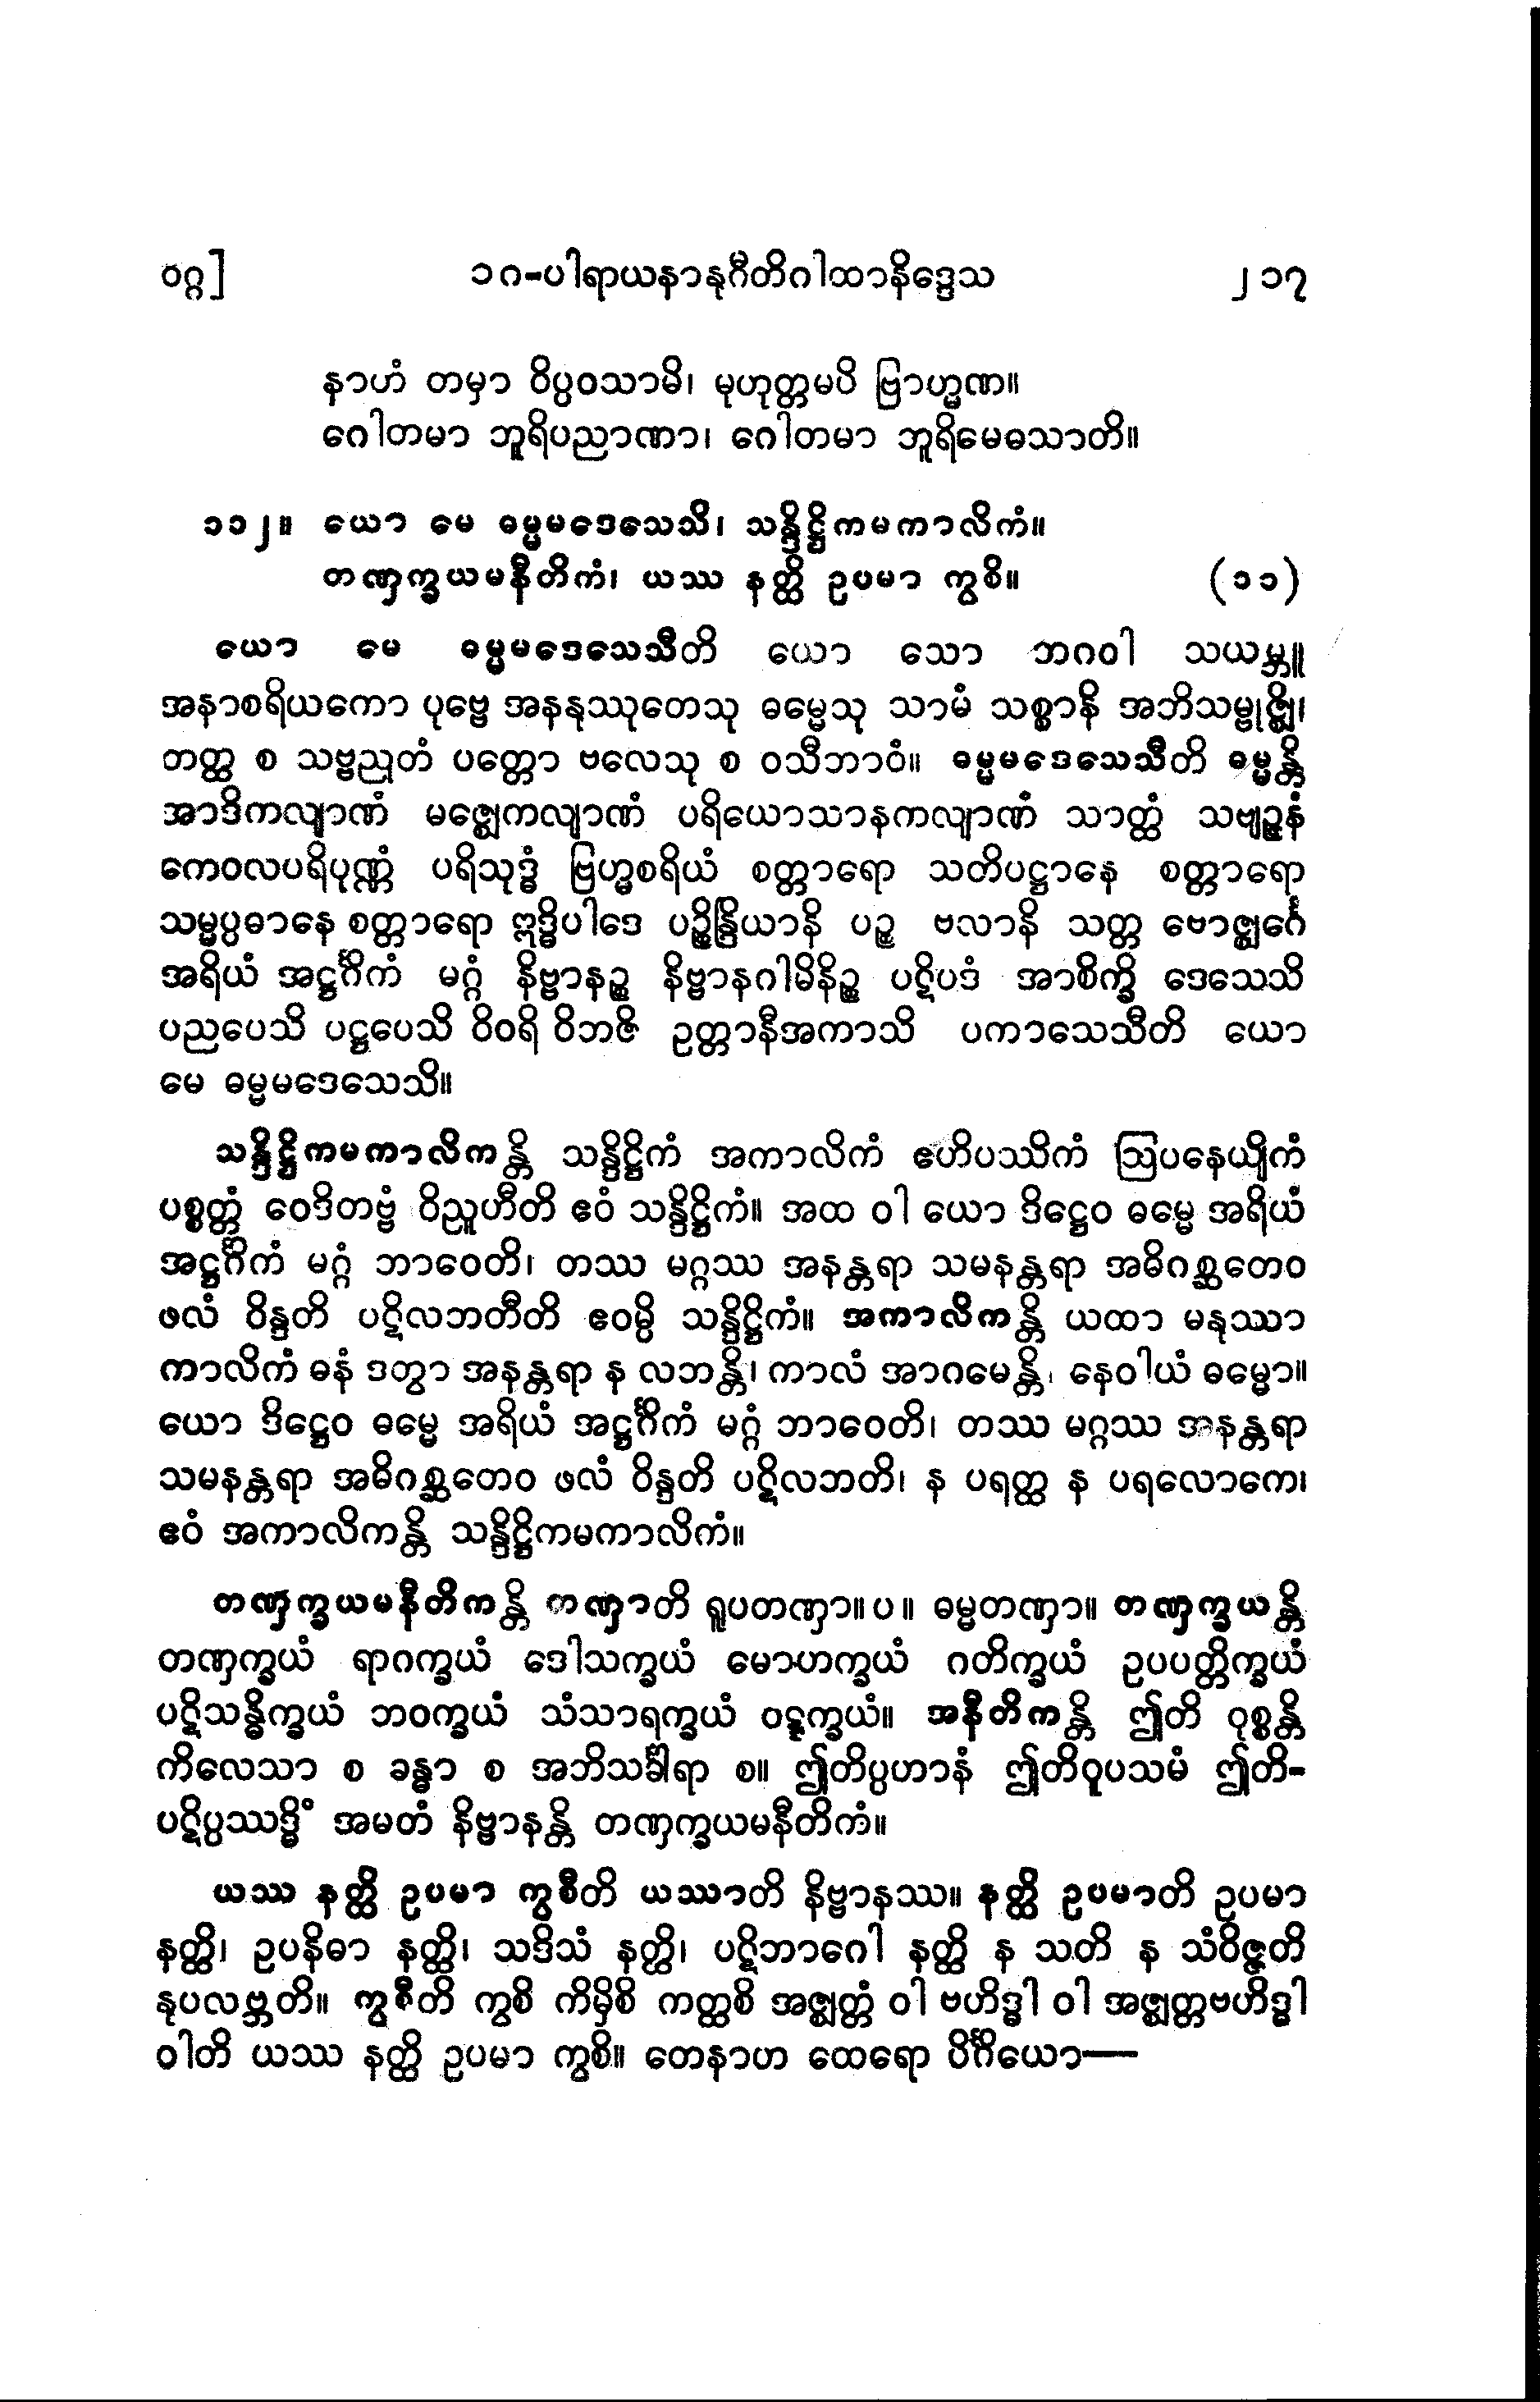 ဝဂ္ဂ] ၁ဂ-ပါရာယနာနုဂီတိဂါထာနိဒ္ဒေသ ၂၁၇
နာဟံ တမှာ ဝိပ္ပဝသာမိ၊ မုဟုတ္တမပိ ဗြာဟ္မဏ။
ဂေါတမာ ဘူရိပညာဏာ၊ ဂေါတမာ ဘူရိမေဓသာတိ။
၁၁၂။ ယော မေ ဓမ္မမဒေသေသိ၊ သန္ဒိဋ္ဌိကမကာလိကံ။
တဏှက္ခယမနီတိကံ၊ ယဿ နတ္ထိ ဥပမာ ကွစိ။ (၁၁)
ယော မေ ဓမ္မမဒေသေသီတိ ယော သော ဘဂဝါ သယမ္ဘူ
အနာစရိယကော ပုဗ္ဗေ အနနုဿုတေသု ဓမ္မေသု သာမံ သစ္စာနိ အဘိသမ္ဗုဇ္ဈိ၊
တတ္ထ စ သဗ္ဗညုတံ ပတ္တော ဗလေသု စ ဝသီဘာဝံ။ ဓမ္မမဒေသေသီတိ ဓမ္မန္တိ
အာဒိကလျာဏံ မဇ္ဈေကလျာဏံ ပရိယောသာနကလျာဏံ သာတ္ထံ သဗျဉ္ဇနံ
ကေဝလပရိပုဏ္ဏံ ပရိသုဒ္ဓံ ဗြဟ္မစရိယံ စတ္တာရော သတိပဋ္ဌာနေ စတ္တာရော
သမ္မပ္ပဓာနေ စတ္တာရော ဣဒ္ဓိပါဒေ ပဉ္စိန္ဒြိယာနိ ပဉ္စ ဗလာနိ သတ္တ ဗောဇ္ဈင်္ဂေ
အရိယံ အဋ္ဌင်္ဂိကံ မဂ္ဂံ နိဗ္ဗာနဉ္စ နိဗ္ဗာနဂါမိနိဉ္စ ပဋိပဒံ အာစိက္ခိ ဒေသေသိ
ပညပေသိ ပဋ္ဌပေသိ ဝိဝရိ ဝိဘဇိ ဥတ္တာနီအကာသိ ပကာသေသီတိ ယော
မေ ဓမ္မမဒေသေသိ။
သန္ဒိဋ္ဌိကမကာလိကန္တိ သန္ဒိဋ္ဌိကံ အကာလိကံ ဧဟိပဿိကံ ဩပနေယျိကံ
ပစ္စတ္တံ ဝေဒိတဗ္ဗံ ဝိညူဟီတိ ဧဝံ သန္ဒိဋ္ဌိကံ။ အထ ဝါ ယော ဒိဋ္ဌေဝ ဓမ္မေ အရိယံ
အဋ္ဌင်္ဂိကံ မဂ္ဂံ ဘာဝေတိ၊ တဿ မဂ္ဂဿ အနန္တရာ သမနန္တရာ အဓိဂစ္ဆတေဝ
ဖလံ ဝိန္ဒတိ ပဋိလဘတီတိ ဧဝမ္ပိ သန္ဒိဋ္ဌိကံ။ အကာလိကန္တိ ယထာ မနုဿာ
ကာလိကံ ဓနံ ဒတွာ အနန္တရာ န လဘန္တိ၊ ကာလံ အာဂမေန္တိ၊ နေဝါယံ ဓမ္မော။
ယော ဒိဋ္ဌေဝ ဓမ္မေ အရိယံ အဋ္ဌင်္ဂိကံ မဂ္ဂံ ဘာဝေတိ၊ တဿ မဂ္ဂဿ အနန္တရာ
သမနန္တရာ အဓိဂစ္ဆတေဝ ဖလံ ဝိန္ဒတိ ပဋိလဘတိ၊ န ပရတ္ထ န ပရလောကေ၊
ဧဝံ အကာလိကန္တိ သန္ဒိဋ္ဌိကမကာလိကံ။
တဏှက္ခယမနီတိကန္တိ တဏှာတိ ရူပတဏှာ။ပ။ ဓမ္မတဏှာ။ တဏှက္ခယန္တိ
တဏှက္ခယံ ရာဂက္ခယံ ဒေါသက္ခယံ မောဟက္ခယံ ဂတိက္ခယံ ဥပပတ္တိက္ခယံ
ပဋိသန္ဓိက္ခယံ ဘဝက္ခယံ သံသာရက္ခယံ ဝဋ္ဋက္ခယံ။ အနီတိကန္တိ ဤတိ ဝုစ္စန္တိ
ကိလေသာ စ ခန္ဓာ စ အဘိသင်္ခါရာ စ။ ဤတိပ္ပဟာနံ ဤတိဝူပသမံ ဤတိ-
ပဋိပ္ပဿဒ္ဓိံ အမတံ နိဗ္ဗာနန္တိ တဏှက္ခယမနီတိကံ။
ယဿ နတ္ထိ ဥပမာ ကွစီတိ ယဿာတိ နိဗ္ဗာနဿ။ နတ္ထိ ဥပမာတိ ဥပမာ
နတ္ထိ၊ ဥပနိဓာ နတ္ထိ၊ သဒိသံ နတ္ထိ၊ ပဋိဘာဂေါ နတ္ထိ န သတိ န သံဝိဇ္ဇတိ
နုပလဗ္ဘတိ။ ကွစီတိ ကွစိ ကိမှိစိ ကတ္ထစိ အဇ္ဈတ္တံ ဝါ ဗဟိဒ္ဓါ ဝါ အဇ္ဈတ္တဗဟိဒ္ဓါ
ဝါတိ ယဿ နတ္ထိ ဥပမာ ကွစိ။ တေနာဟ ထေရော ပိင်္ဂိယော—